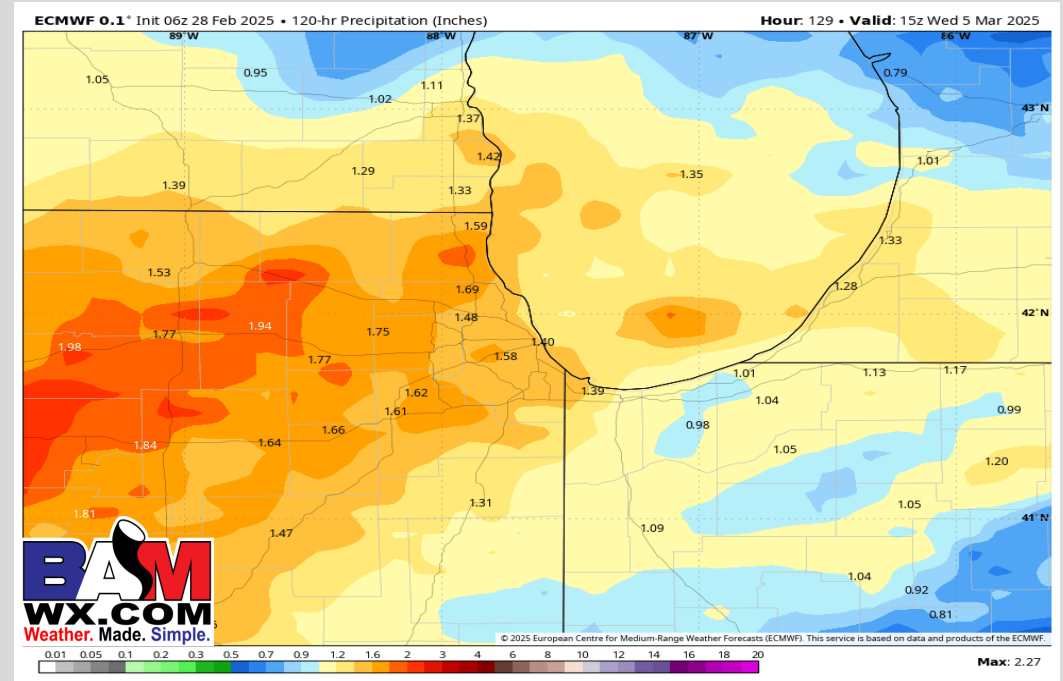 ECMWF 0.1° Init 06z 28 Feb 2025 • 120-hr Precipitation (Inches)
Hour: 129 • Valid: 15z Wed 5 Mar 2025
89°W 88°W 87°W 86°W
1.05 0.95 1.02 1.11 0.79
43°N
1.37
1.42 1.01
1.39 1.29 1.33 1.35
1.59 1.33
1.53 1.69 1.28
42°N
1.98 1.77 1.94 1.75 1.48 1.40
1.77 1.58
1.01 1.13 1.17
1.62 1.39 1.04
1.61 0.98 0.99
1.84 1.64 1.66 1.05
1.20
1.81 1.31 1.05
41°N
1.47 1.09
1.04
0.92
0.81
BAM
WX.COM
Weather. Made. Simple.
© 2025 European Centre for Medium-Range Weather Forecasts (ECMWF). This service is based on data and products of the ECMWF.
0.01 0.05 0.1 0.2 0.3 0.5 0.7 0.9 1.2 1.6 2 3 4 6 8 10 12 14 16 18 20
Max: 2.27